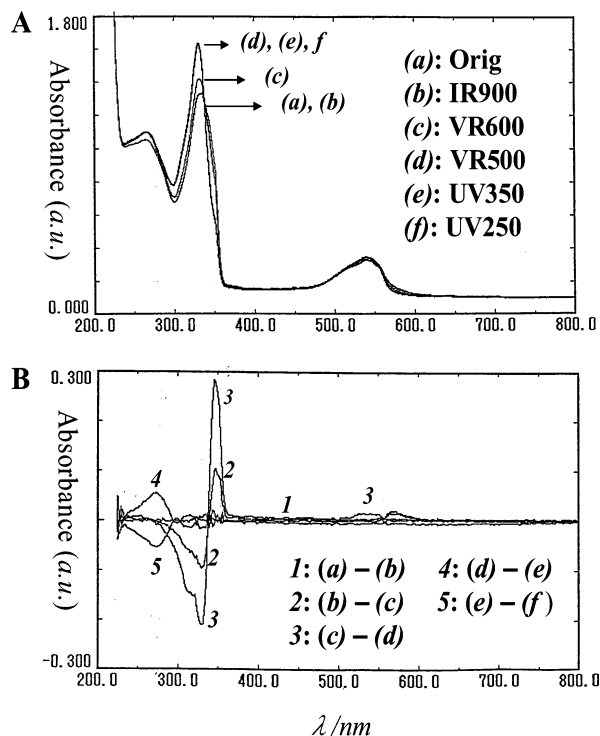 A
1.800
Absorbance (a.u.)
0.000
(d), (e), f
(c)
(a), (b)
(a): Orig
(b): IR900
(c): VR600
(d): VR500
(e): UV350
(f): UV250
200.0 300.0 400.0 500.0 600.0 700.0 800.0
B
0.300
Absorbance (a.u.)
-0.300
3
2
4
1
3
5
2
3
1: (a) – (b) 4: (d) – (e)
2: (b) – (c) 5: (e) – (f )
3: (c) – (d)
200.0 300.0 400.0 500.0 600.0 700.0 800.0
λ /nm